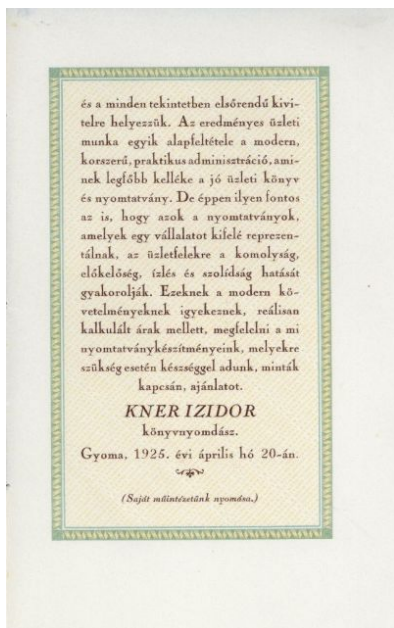 és a minden tekintetben elsőrendű kivi-
telre helyezzük. Az eredményes üzleti
munka egyik alapfeltétele a modern,
korszerű, praktikus adminisztráció, ami-
nek legfőbb kelléke a jó üzleti könyv
és nyomtatvány. De éppen ilyen fontos
az is, hogy azok a nyomtatványok,
amelyek egy vállalatot kifelé reprezen-
tálnak, az üzletfelekre a komolyság,
előkelőség, ízlés és szolídság hatását
gyakorolják. Ezeknek a modern kö-
vetelményeknek igyekeznek, reálisan
kalkulált árak mellett, megfelelni a mi
nyomtatványkészítményeink, melyekre
szükség esetén készséggel adunk, minták
kapcsán, ajánlatot.
KNER IZIDOR
könyvnyomdász.
Gyoma, 1925. évi április hó 20-án.
(Saját műintézetünk nyomása.)